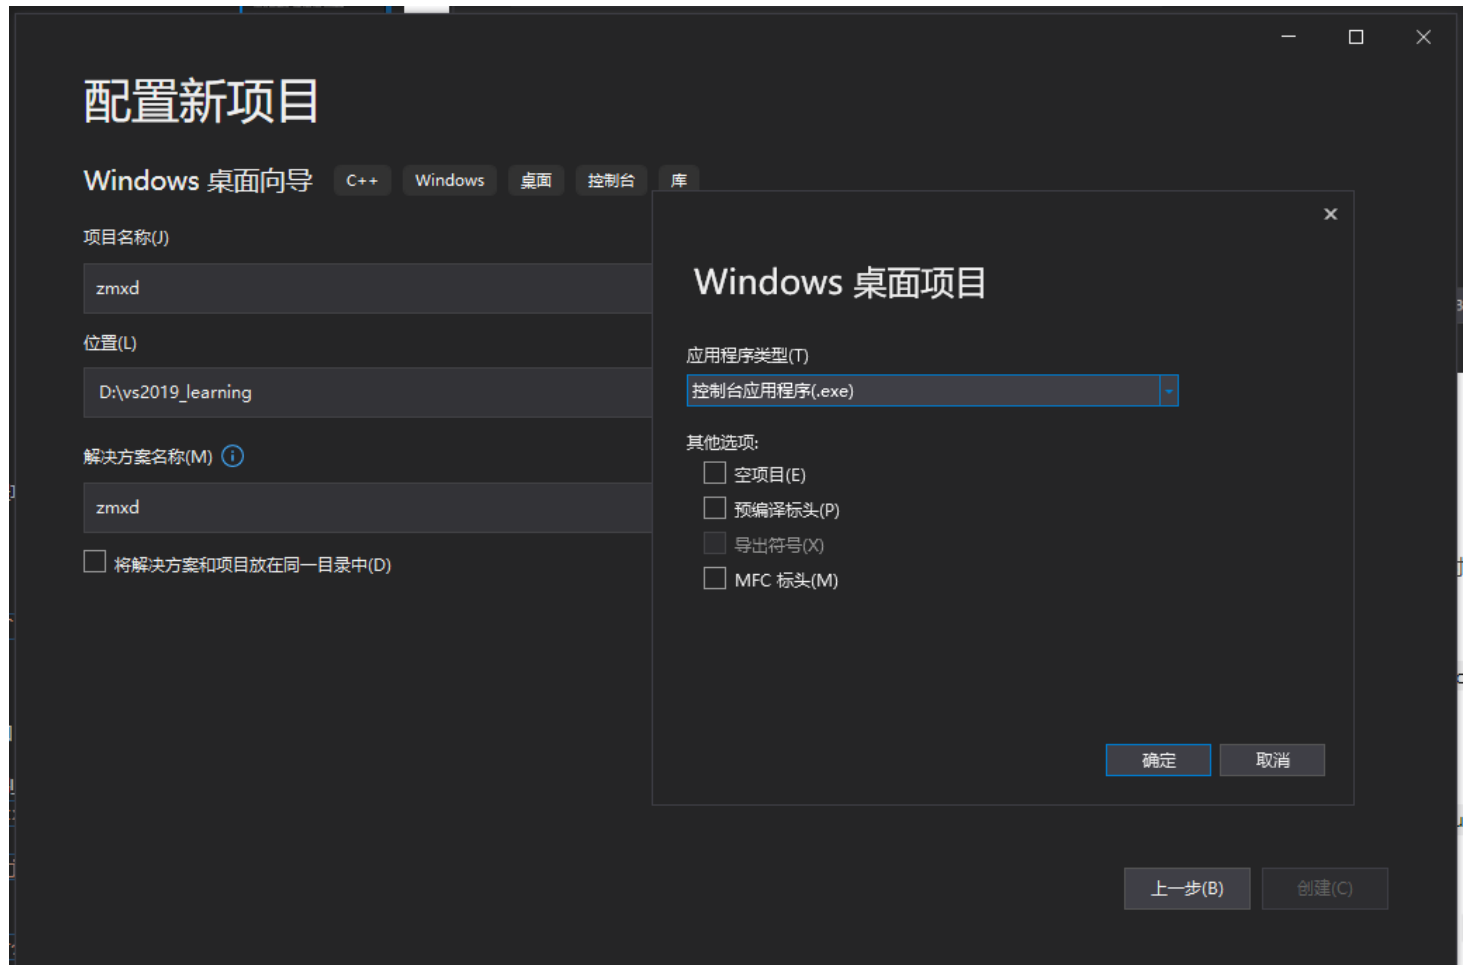 配置新项目
Windows 桌面向导 C++ Windows 桌面 控制台 库
项目名称(J)
zmxd
位置(L)
D:\vs2019_learning
解决方案名称(M)
zmxd
将解决方案和项目放在同一目录中(D)
Windows 桌面项目
应用程序类型(T)
控制台应用程序(.exe)
其他选项:
空项目(E)
预编译标头(P)
导出符号(X)
MFC 标头(M)
确定 取消
上一步(B) 创建(C)